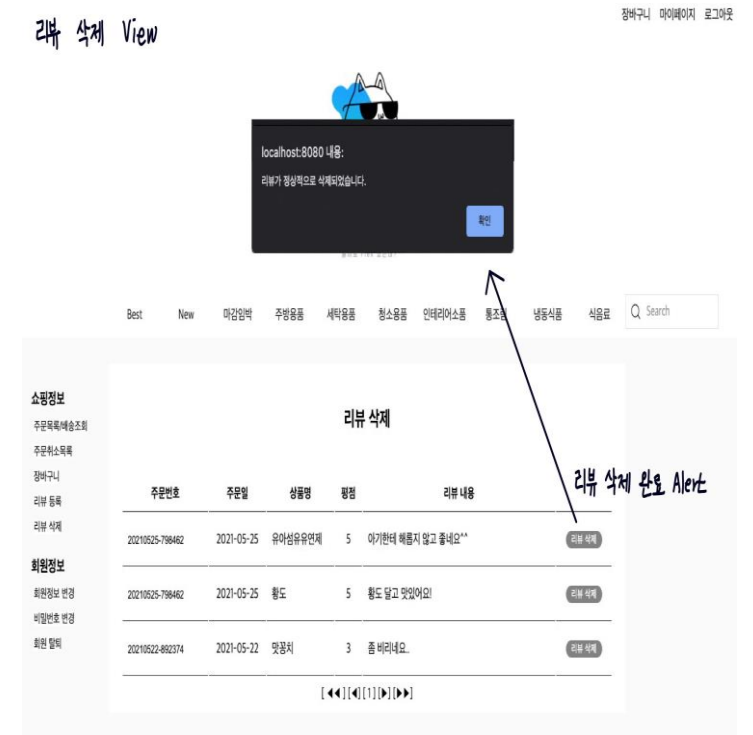 장바구니 마이페이지 로그아웃
리뷰 삭제 View
localhost:8080 내용:
리뷰가 정상적으로 삭제되었습니다.
확인
Best New 마감임박 주방용품 세탁용품 청소용품 인테리어소품 통조림 냉동식품 식음료 Search
쇼핑정보
주문목록/배송조회
주문취소목록
장바구니
리뷰 등록
리뷰 삭제
회원정보
회원정보 변경
비밀번호 변경
회원 탈퇴
리뷰 삭제
리뷰 삭제 완료 Alert
주문번호 주문일 상품명 평점 리뷰 내용
20210525-798462 2021-05-25 유아섬유유연제 5 아기한테 해롭지 않고 좋네요^^ 리뷰 삭제
20210525-798462 2021-05-25 황도 5 황도 달고 맛있어요! 리뷰 삭제
20210522-892374 2021-05-22 맛꽁치 3 좀 비리네요.. 리뷰 삭제
[ ◀◀ ] [◀] [1] [▶] [▶▶]